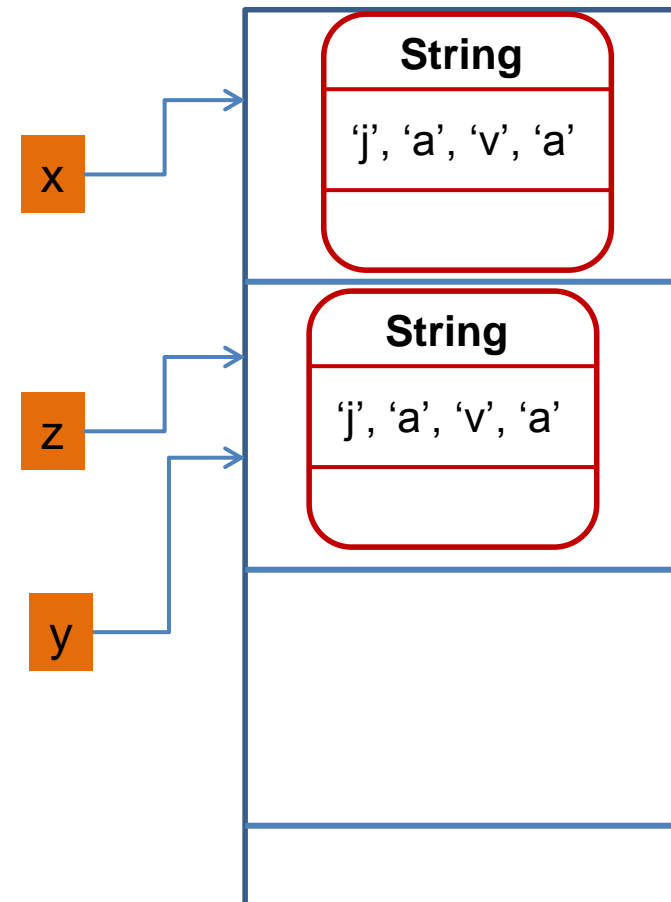 String
‘j’, ‘a’, ‘v’, ‘a’
x
String
‘j’, ‘a’, ‘v’, ‘a’
z
y